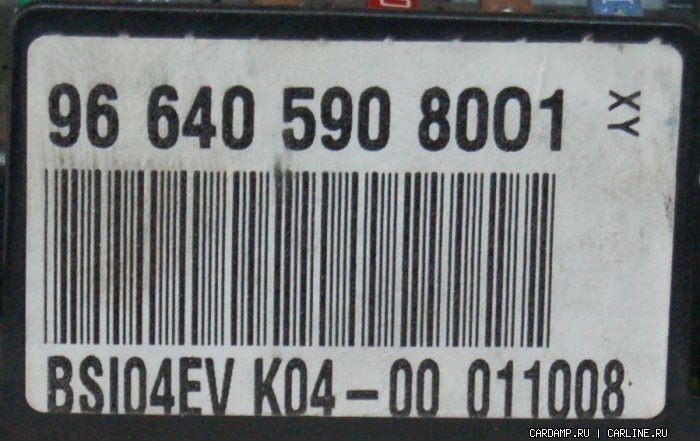 96 640 590 8001
XY
BSI04EV K04-00 011008
CARDAMP.RU | CARLINE.RU